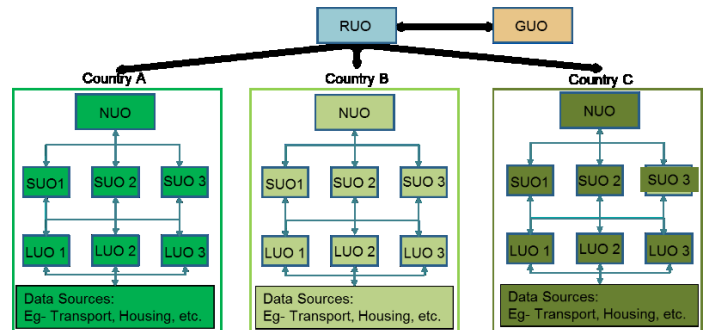 RUO
GUO
Country A
Country B
Country C
NUO
NUO
NUO
SUO1
SUO 2
SUO 3
SUO1
SUO 2
SUO 3
SUO1
SUO 2
SUO 3
LUO 1
LUO 2
LUO 3
LUO 1
LUO 2
LUO 3
LUO 1
LUO 2
LUO 3
Data Sources:
Eg- Transport, Housing, etc.
Data Sources:
Eg- Transport, Housing, etc.
Data Sources:
Eg- Transport, Housing, etc.